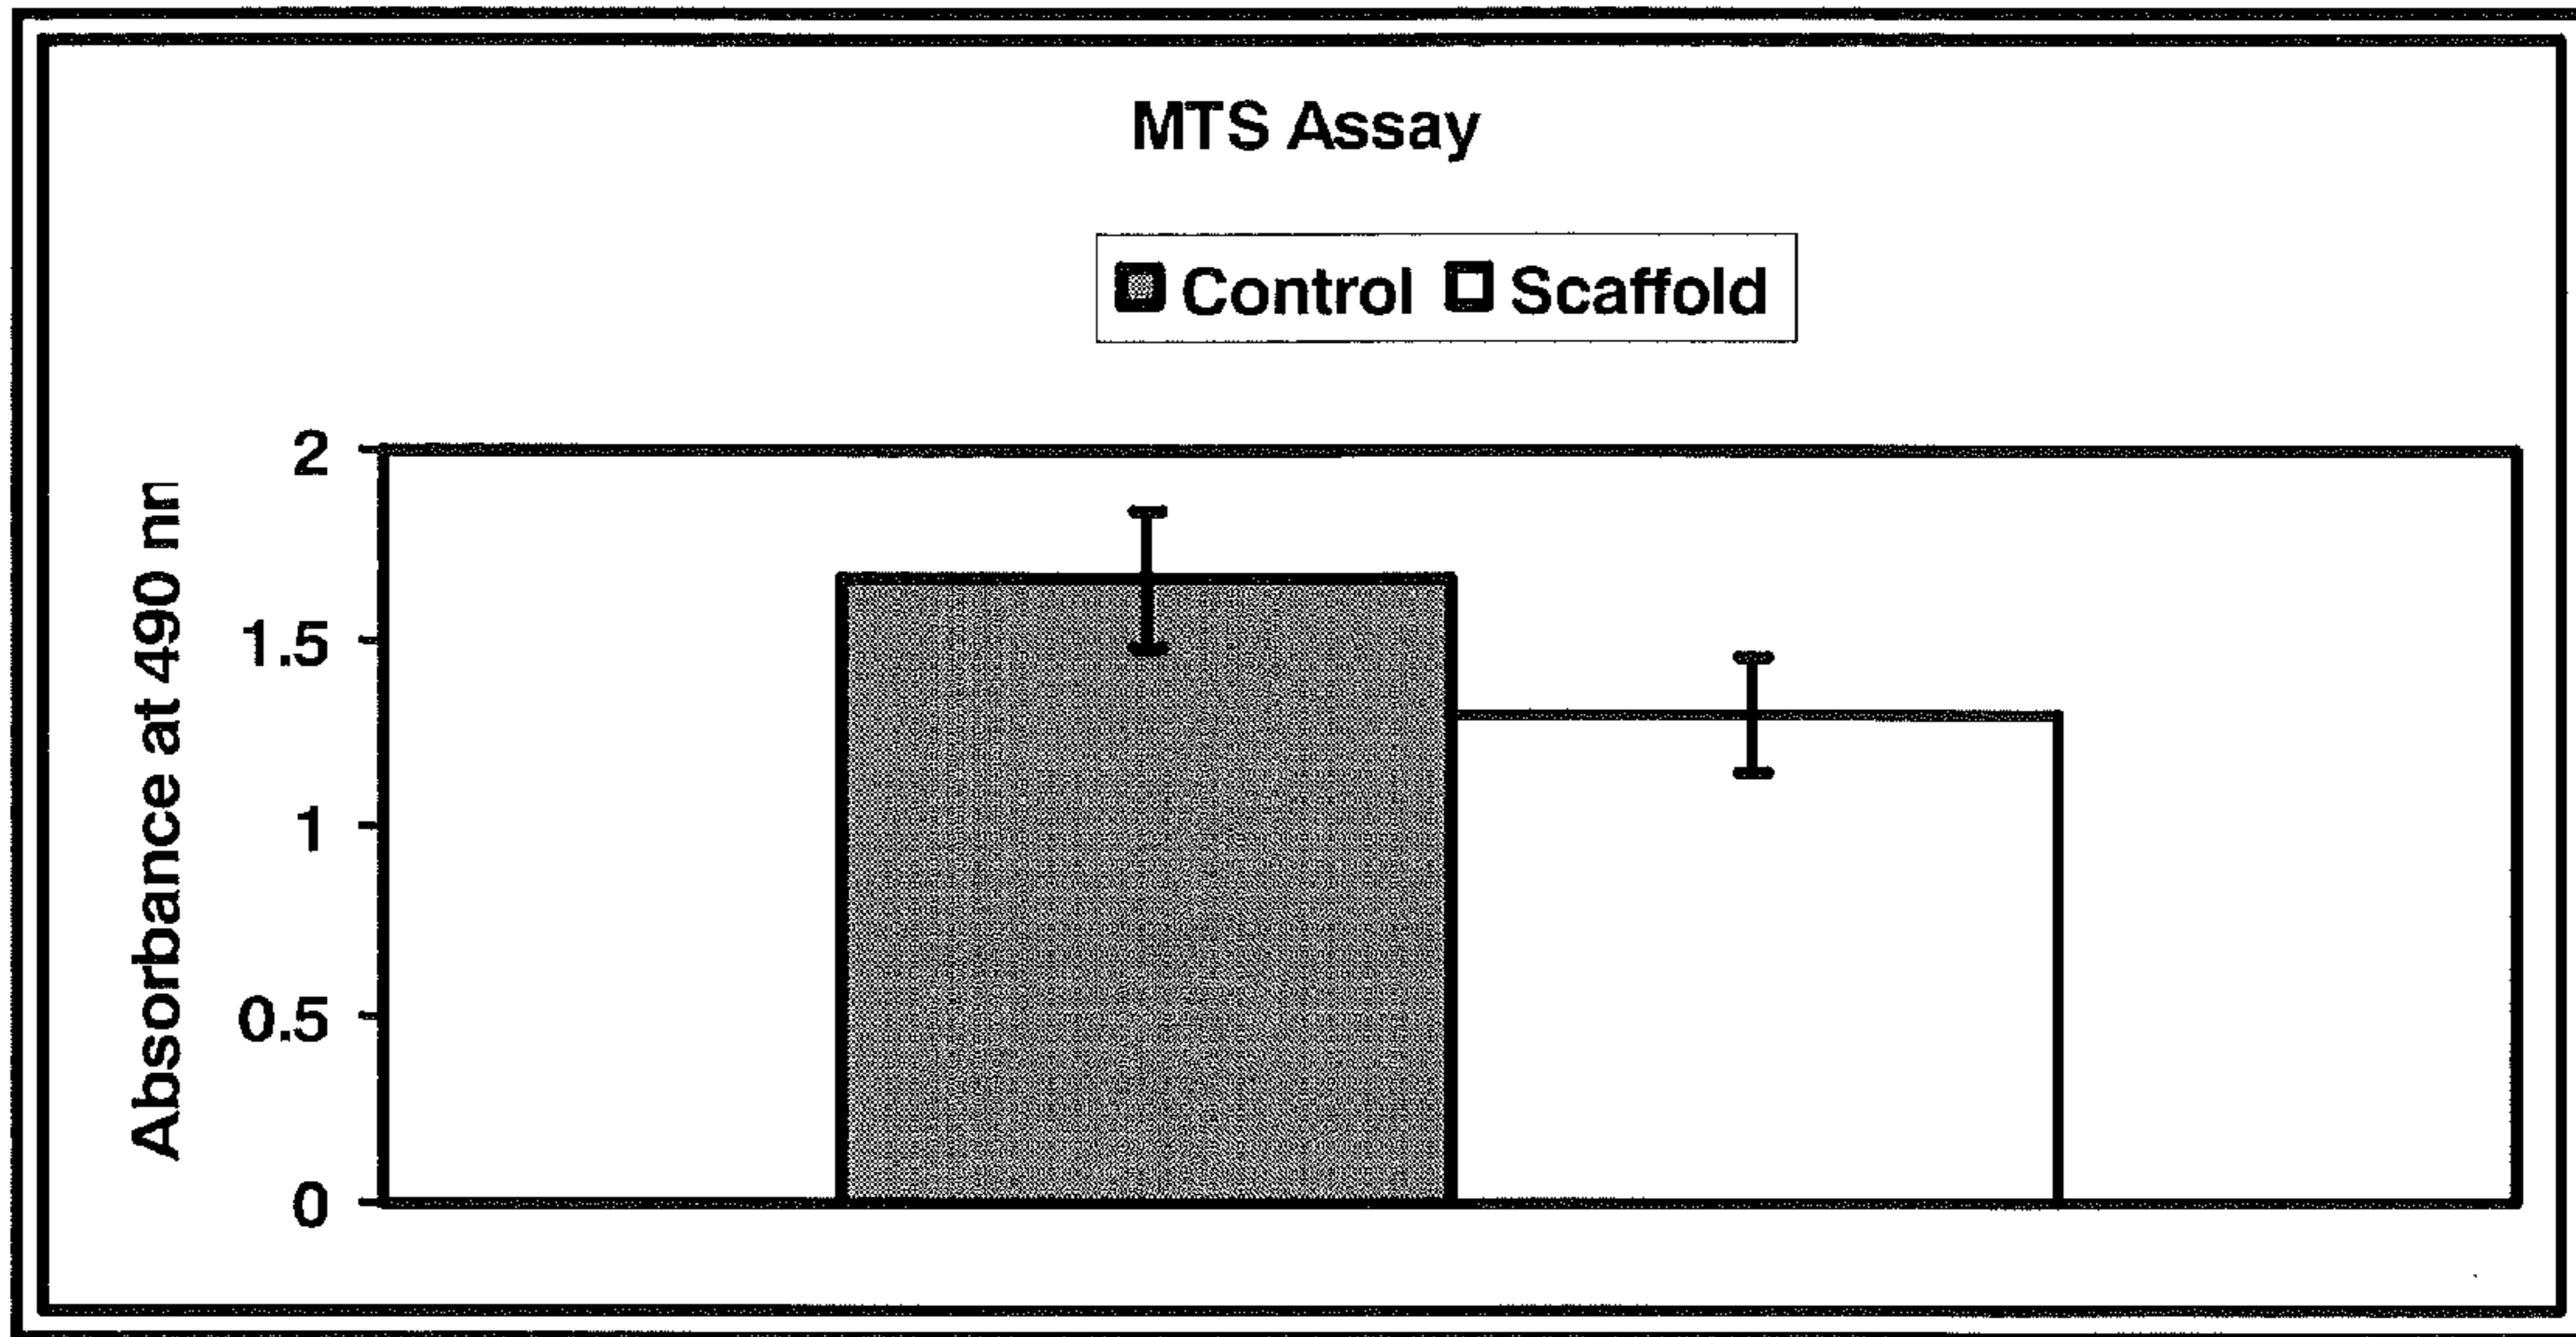 MTS Assay
Control Scaffold
Absorbance at 490 nn
2
1.5
1
0.5
0